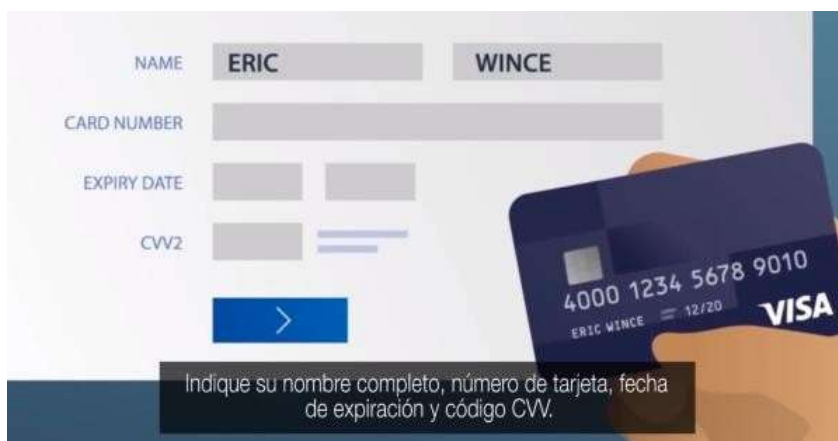 NAME ERIC WINCE
CARD NUMBER
EXPIRY DATE
CVV2
4000 1234 5678 9010
ERIC WINCE 12/20
VISA
Indique su nombre completo, número de tarjeta, fecha
de expiración y código CVV.